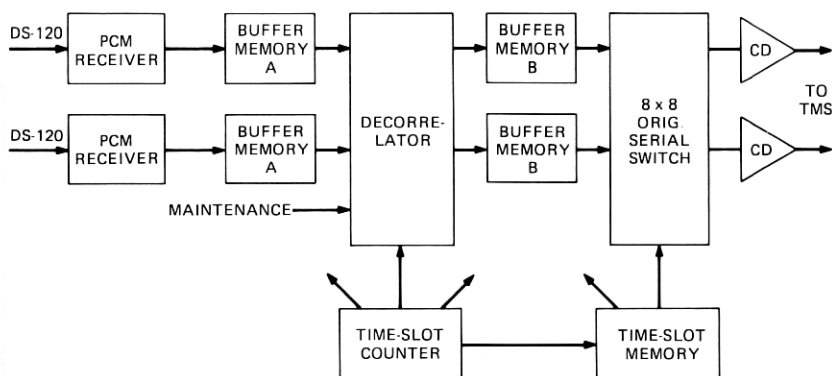 DS-120
PCM
RECEIVER
BUFFER
MEMORY
A
DECORRE-
LATOR
BUFFER
MEMORY
B
8 x 8
ORIG.
SERIAL
SWITCH
CD
TO
TMS
DS-120
PCM
RECEIVER
BUFFER
MEMORY
A
BUFFER
MEMORY
B
CD
MAINTENANCE
TIME-SLOT
COUNTER
TIME-SLOT
MEMORY